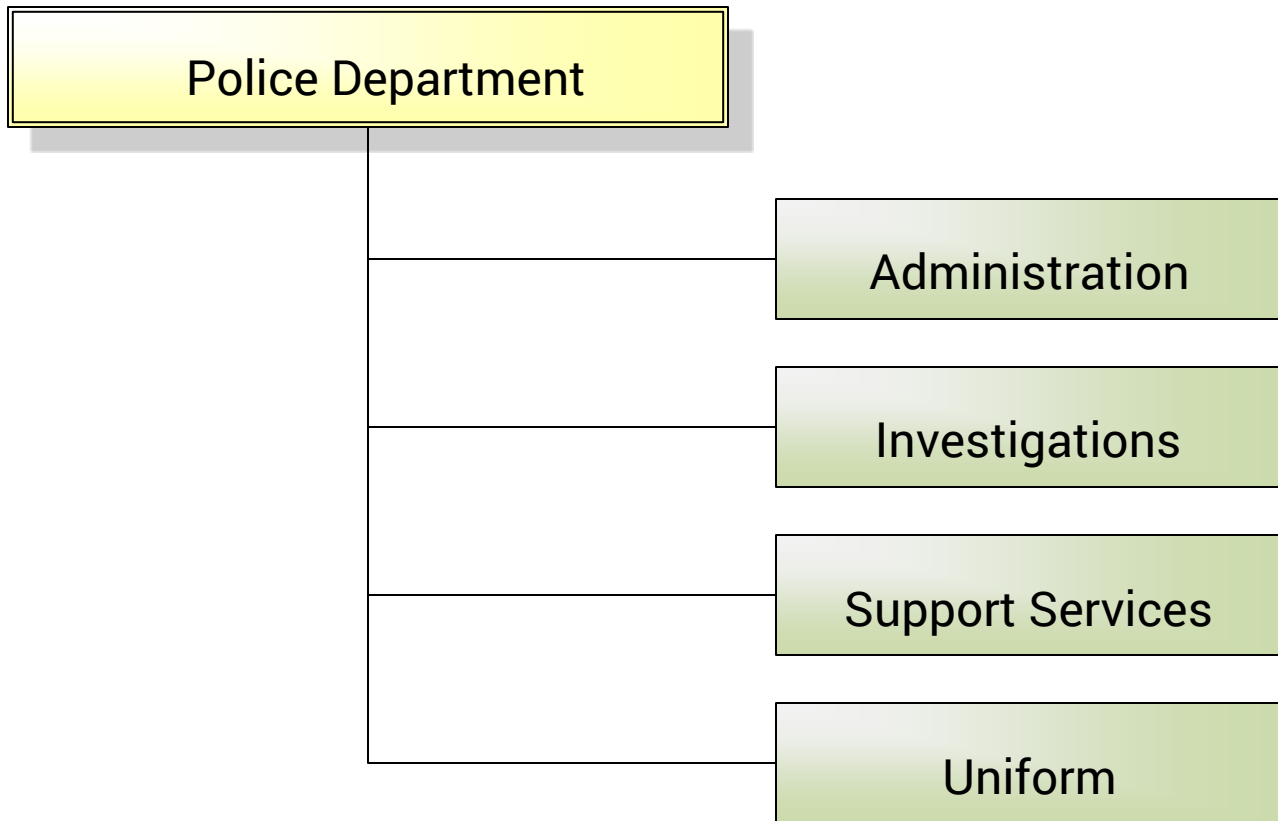 Police Department
Administration
Investigations
Support Services
Uniform